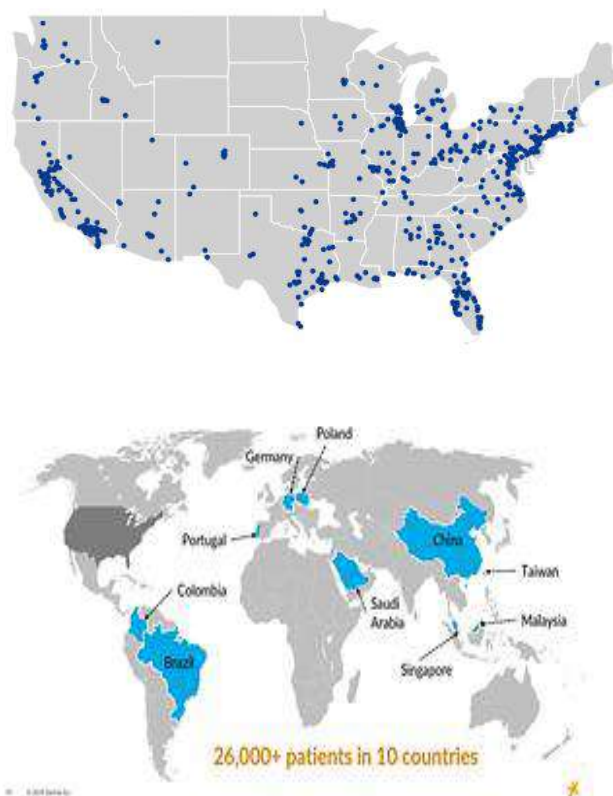 Poland
Germany
Portugal
China
Taiwan
Colombia
Saudi
Arabia
Malaysia
Brazil
Singapore
26,000+ patients in 10 countries